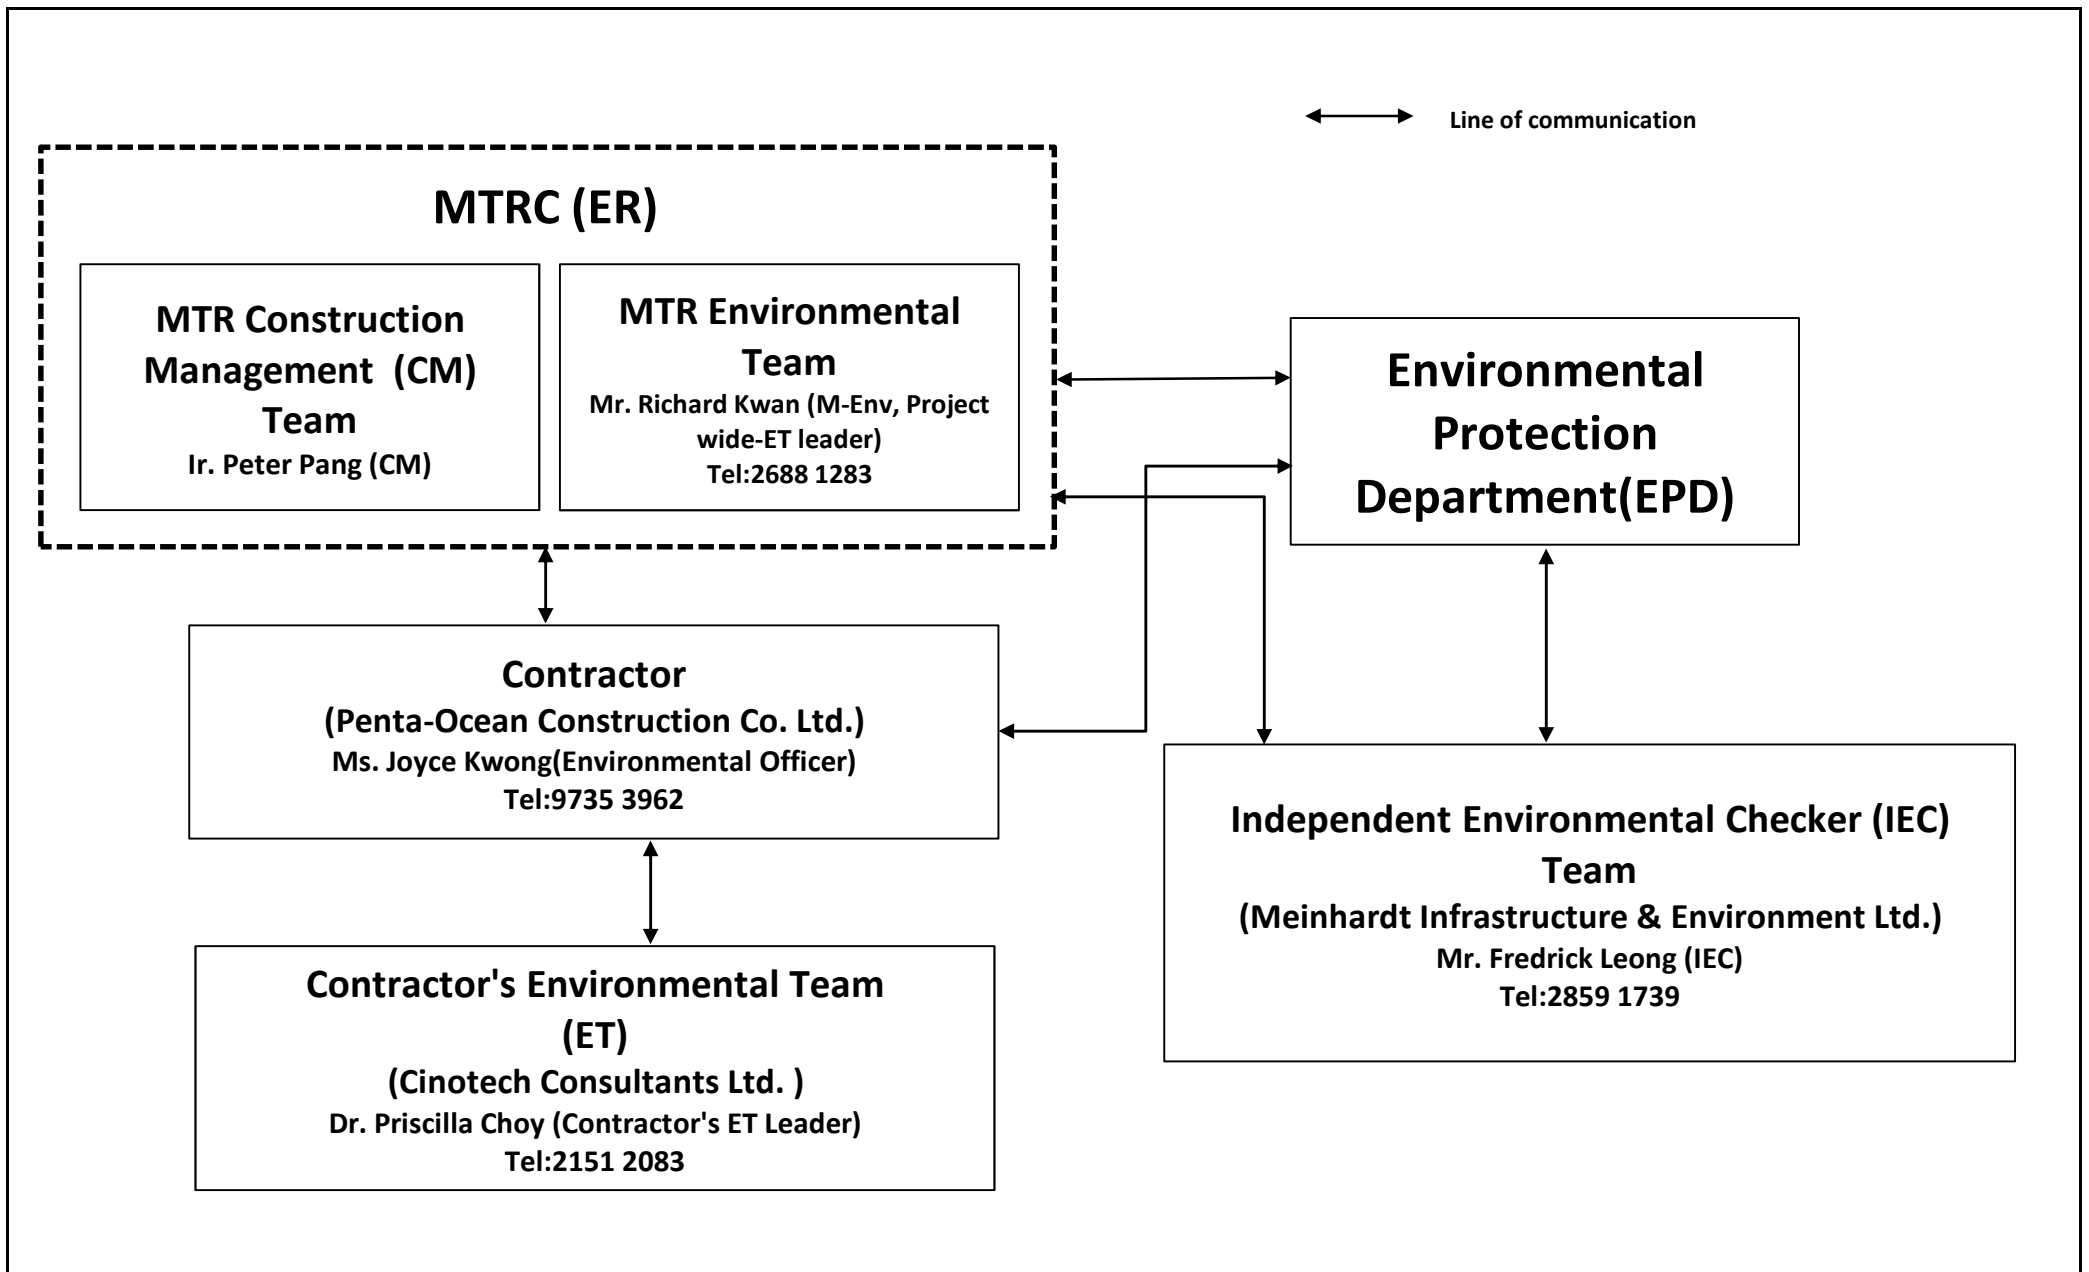 Line of communication
MTRC (ER)
MTR Construction
Management  (CM)
Team
Ir. Peter Pang (CM)
MTR Environmental
Team
Mr. Richard Kwan (M-Env, Project
wide-ET leader)
Tel:2688 1283
Environmental
Protection
Department(EPD)
Contractor
(Penta-Ocean Construction Co. Ltd.)
Ms. Joyce Kwong(Environmental Officer)
Tel:9735 3962
Independent Environmental Checker (IEC)
Team
(Meinhardt Infrastructure & Environment Ltd.)
Mr. Fredrick Leong (IEC)
Tel:2859 1739
Contractor's Environmental Team
(ET)
(Cinotech Consultants Ltd. )
Dr. Priscilla Choy (Contractor's ET Leader)
Tel:2151 2083